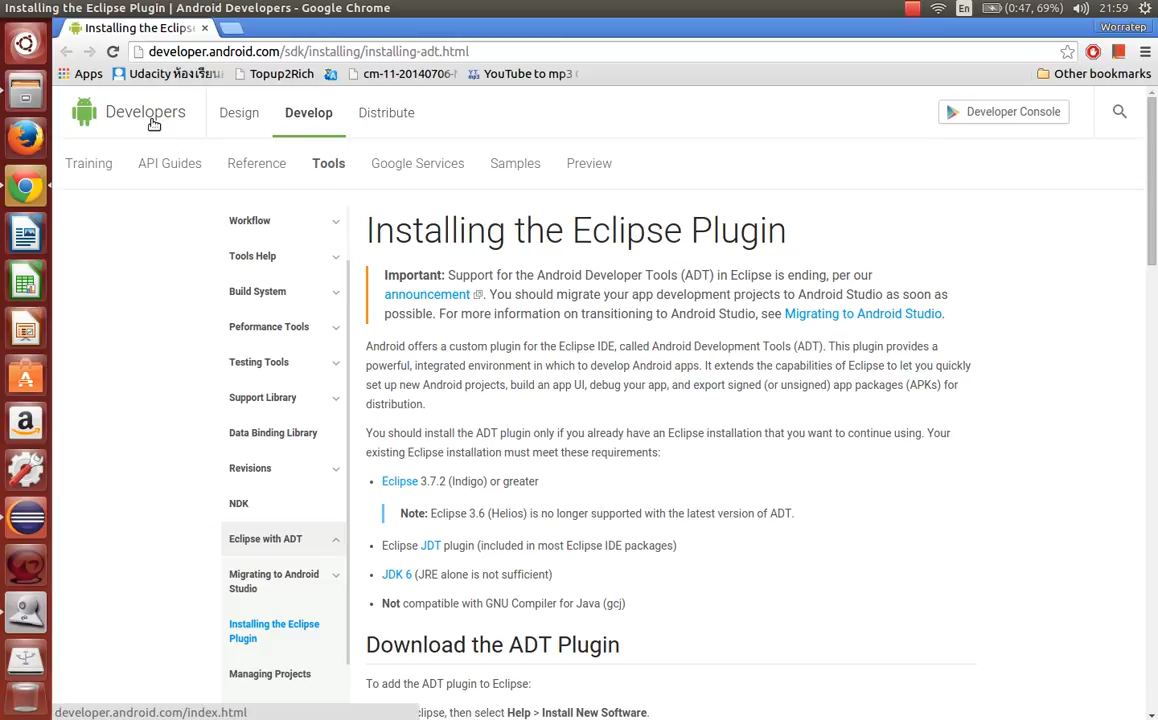 Installing the Eclipse Plugin | Android Developers - Google Chrome
En
(0:47, 69%)
21:59
Installing the Eclips
Worratep
developer.android.com/sdk/installing/installing-adt.html
Apps
Udacity ห้องเรียน
Topup2Rich
cm-11-20140706-
YouTube to mp3
Other bookmarks
Developers
Design
Develop
Distribute
Developer Console
Training
API Guides
Reference
Tools
Google Services
Samples
Preview
Workflow
Tools Help
Build System
Peformance Tools
Testing Tools
Support Library
Data Binding Library
Revisions
NDK
Eclipse with ADT
Migrating to Android
Studio
Installing the Eclipse
Plugin
Managing Projects
Installing the Eclipse Plugin
Important: Support for the Android Developer Tools (ADT) in Eclipse is ending, per our
announcement. You should migrate your app development projects to Android Studio as soon as
possible. For more information on transitioning to Android Studio, see Migrating to Android Studio.
Android offers a custom plugin for the Eclipse IDE, called Android Development Tools (ADT). This plugin provides a
powerful, integrated environment in which to develop Android apps. It extends the capabilities of Eclipse to let you quickly
set up new Android projects, build an app UI, debug your app, and export signed (or unsigned) app packages (APKs) for
distribution.
You should install the ADT plugin only if you already have an Eclipse installation that you want to continue using. Your
existing Eclipse installation must meet these requirements:
• Eclipse 3.7.2 (Indigo) or greater
Note: Eclipse 3.6 (Helios) is no longer supported with the latest version of ADT.
• Eclipse JDT plugin (included in most Eclipse IDE packages)
• JDK 6 (JRE alone is not sufficient)
• Not compatible with GNU Compiler for Java (gcj)
Download the ADT Plugin
To add the ADT plugin to Eclipse:
clipse, then select Help > Install New Software.
developer.android.com/index.html